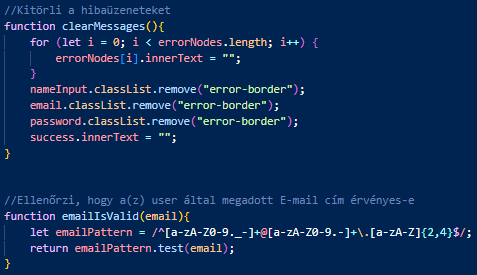 //Kitörli a hibaüzeneteket
function clearMessages(){
    for (let i = 0; i < errorNodes.length; i++) {
        errorNodes[i].innerText = "";
    }
    nameInput.classList.remove("error-border");
    email.classList.remove("error-border");
    password.classList.remove("error-border");
    success.innerText = "";
}
//Ellenőrzi, hogy a(z) user által megadott E-mail cím érvényes-e
function emailIsValid(email){
    let emailPattern = /^[a-zA-Z0-9._-]+@[a-zA-Z0-9.-]+\.[a-zA-Z]{2,4}$/;
    return emailPattern.test(email);
}